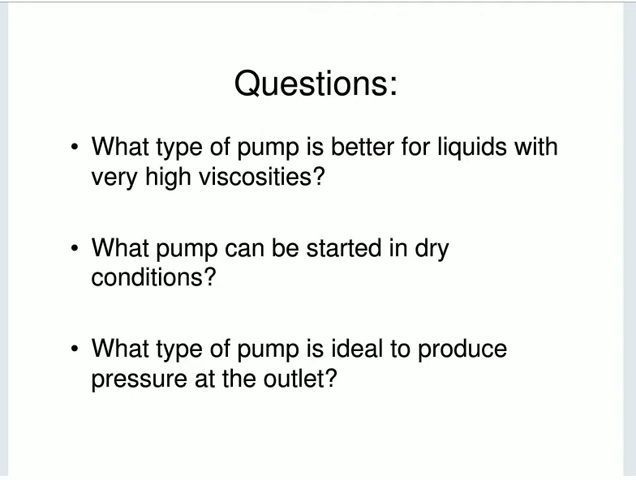 Questions:
• What type of pump is better for liquids with
very high viscosities?
• What pump can be started in dry
conditions?
• What type of pump is ideal to produce
pressure at the outlet?